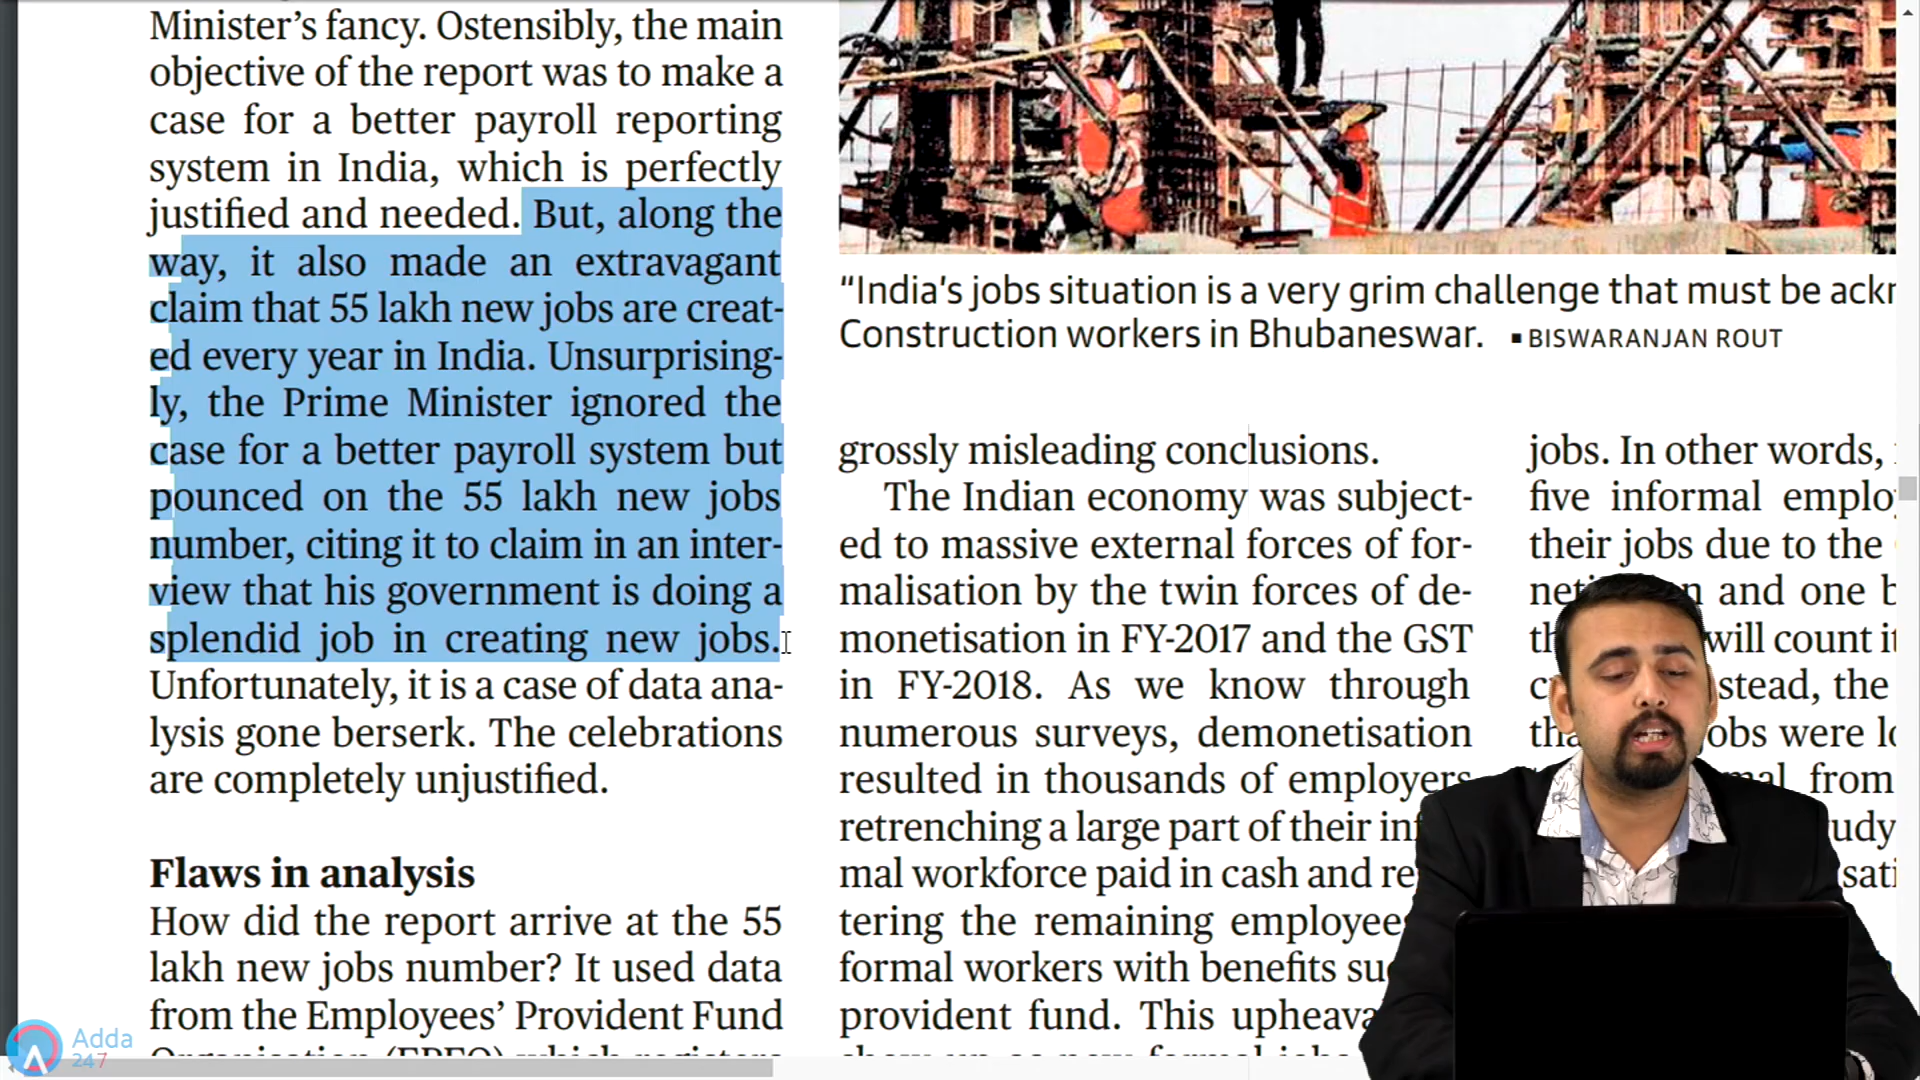 Minister’s fancy. Ostensibly, the main
objective of the report was to make a
case for a better payroll reporting
system in India, which is perfectly
justified and needed. But, along the
way, it also made an extravagant
claim that 55 lakh new jobs are creat-
ed every year in India. Unsurprising-
ly, the Prime Minister ignored the
case for a better payroll system but
pounced on the 55 lakh new jobs
number, citing it to claim in an inter-
view that his government is doing a
splendid job in creating new jobs.
Unfortunately, it is a case of data ana-
lysis gone berserk. The celebrations
are completely unjustified.
Flaws in analysis
How did the report arrive at the 55
lakh new jobs number? It used data
from the Employees’ Provident Fund
Organisation (EPFO) which registers
“India’s jobs situation is a very grim challenge that must be
Construction workers in Bhubaneswar. ■ BISWARANJAN ROUT
grossly misleading conclusions.
The Indian economy was subject-
ed to massive external forces of for-
malisation by the twin forces of de-
monetisation in FY-2017 and the GST
in FY-2018. As we know through
numerous surveys, demonetisation
resulted in thousands of employers
retrenching a large part of their
mal workforce paid in cash and
tering the remaining
formal workers with benefits
provident fund. This
show up as new formal jobs
jobs. In other words,
five informal
their jobs due to the
and one
will count
stead, the
jobs were
from
Adda
247